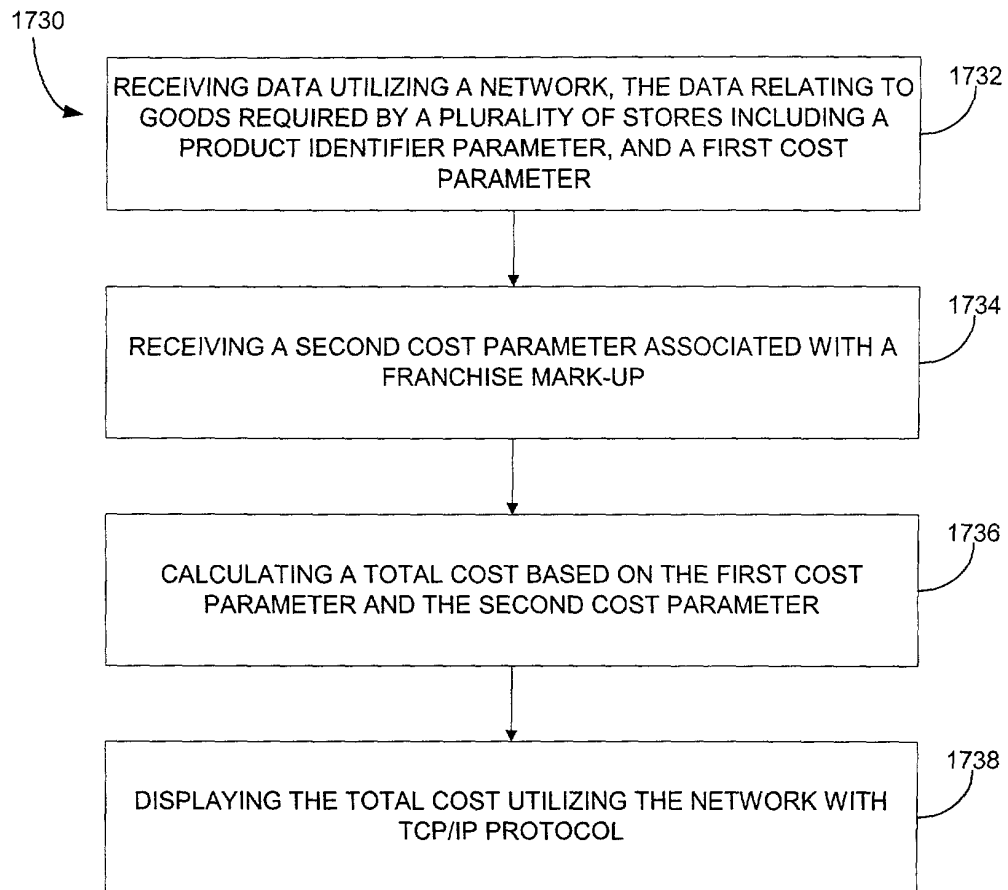 1730
RECEIVING DATA UTILIZING A NETWORK, THE DATA RELATING TO
GOODS REQUIRED BY A PLURALITY OF STORES INCLUDING A
PRODUCT IDENTIFIER PARAMETER, AND A FIRST COST
PARAMETER
1732
RECEIVING A SECOND COST PARAMETER ASSOCIATED WITH A
FRANCHISE MARK-UP
1734
CALCULATING A TOTAL COST BASED ON THE FIRST COST
PARAMETER AND THE SECOND COST PARAMETER
1736
DISPLAYING THE TOTAL COST UTILIZING THE NETWORK WITH
TCP/IP PROTOCOL
1738